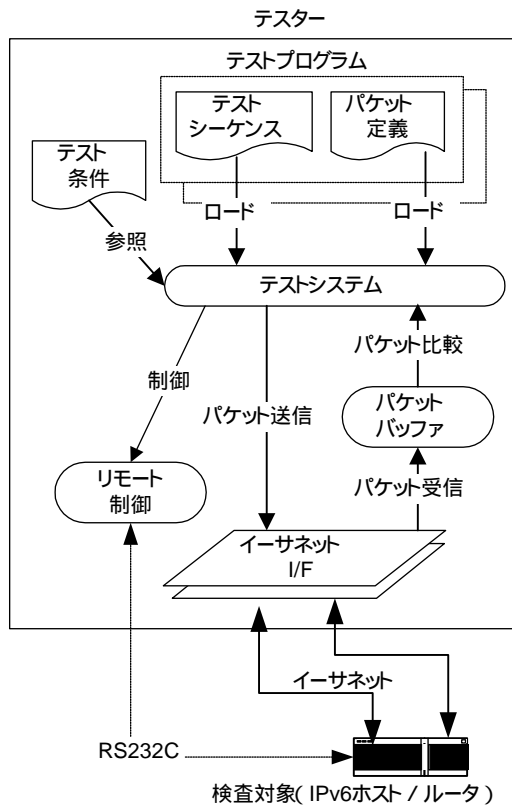 テスター
テストプログラム
テスト
シーケンス
パケット
定義
テスト
条件
ロード
ロード
参照
テストシステム
パケット比較
制御
パケット送信
パケット
バッファ
リモート
制御
パケット受信
イーサネット
I/F
イーサネット
RS232C
検査対象( IPv6ホスト / ルータ )